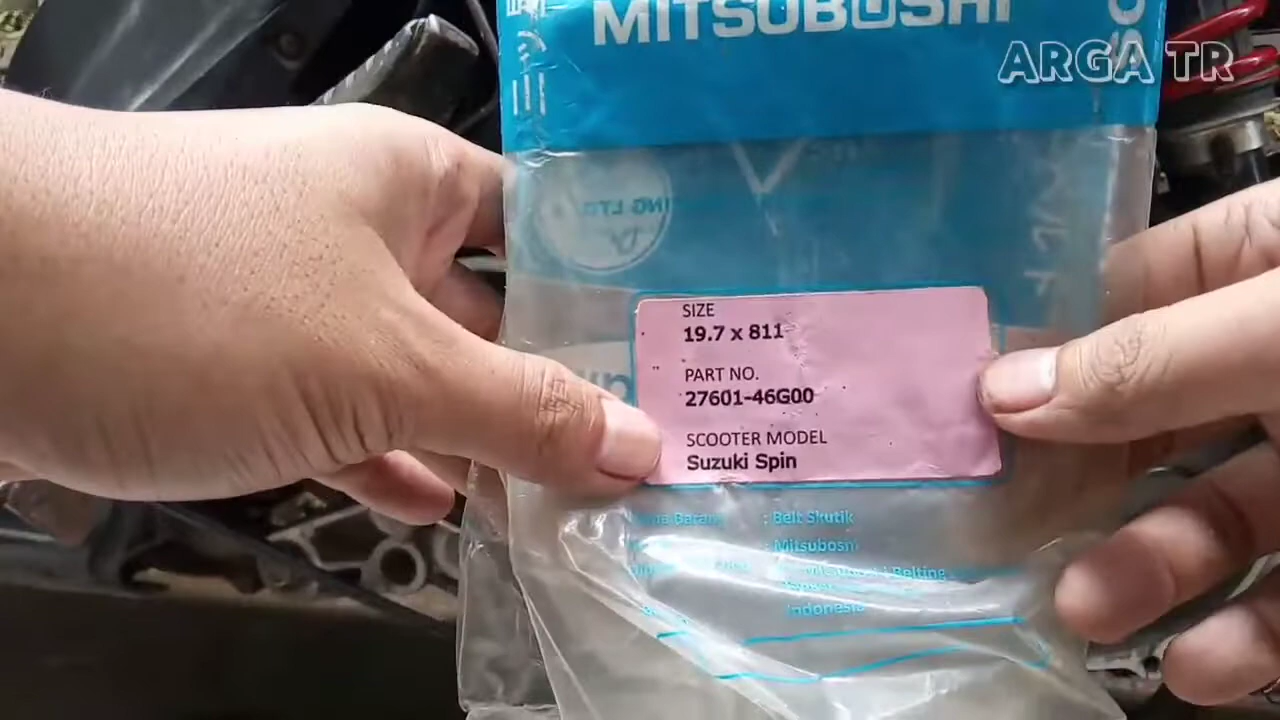 MITSUBOSHI
ARGA TR
SIZE
19.7 x 811
PART NO.
27601-46G00
SCOOTER MODEL
Suzuki Spin
: Belt Skutik
: Mitsuboshi
Belting
Indonesia